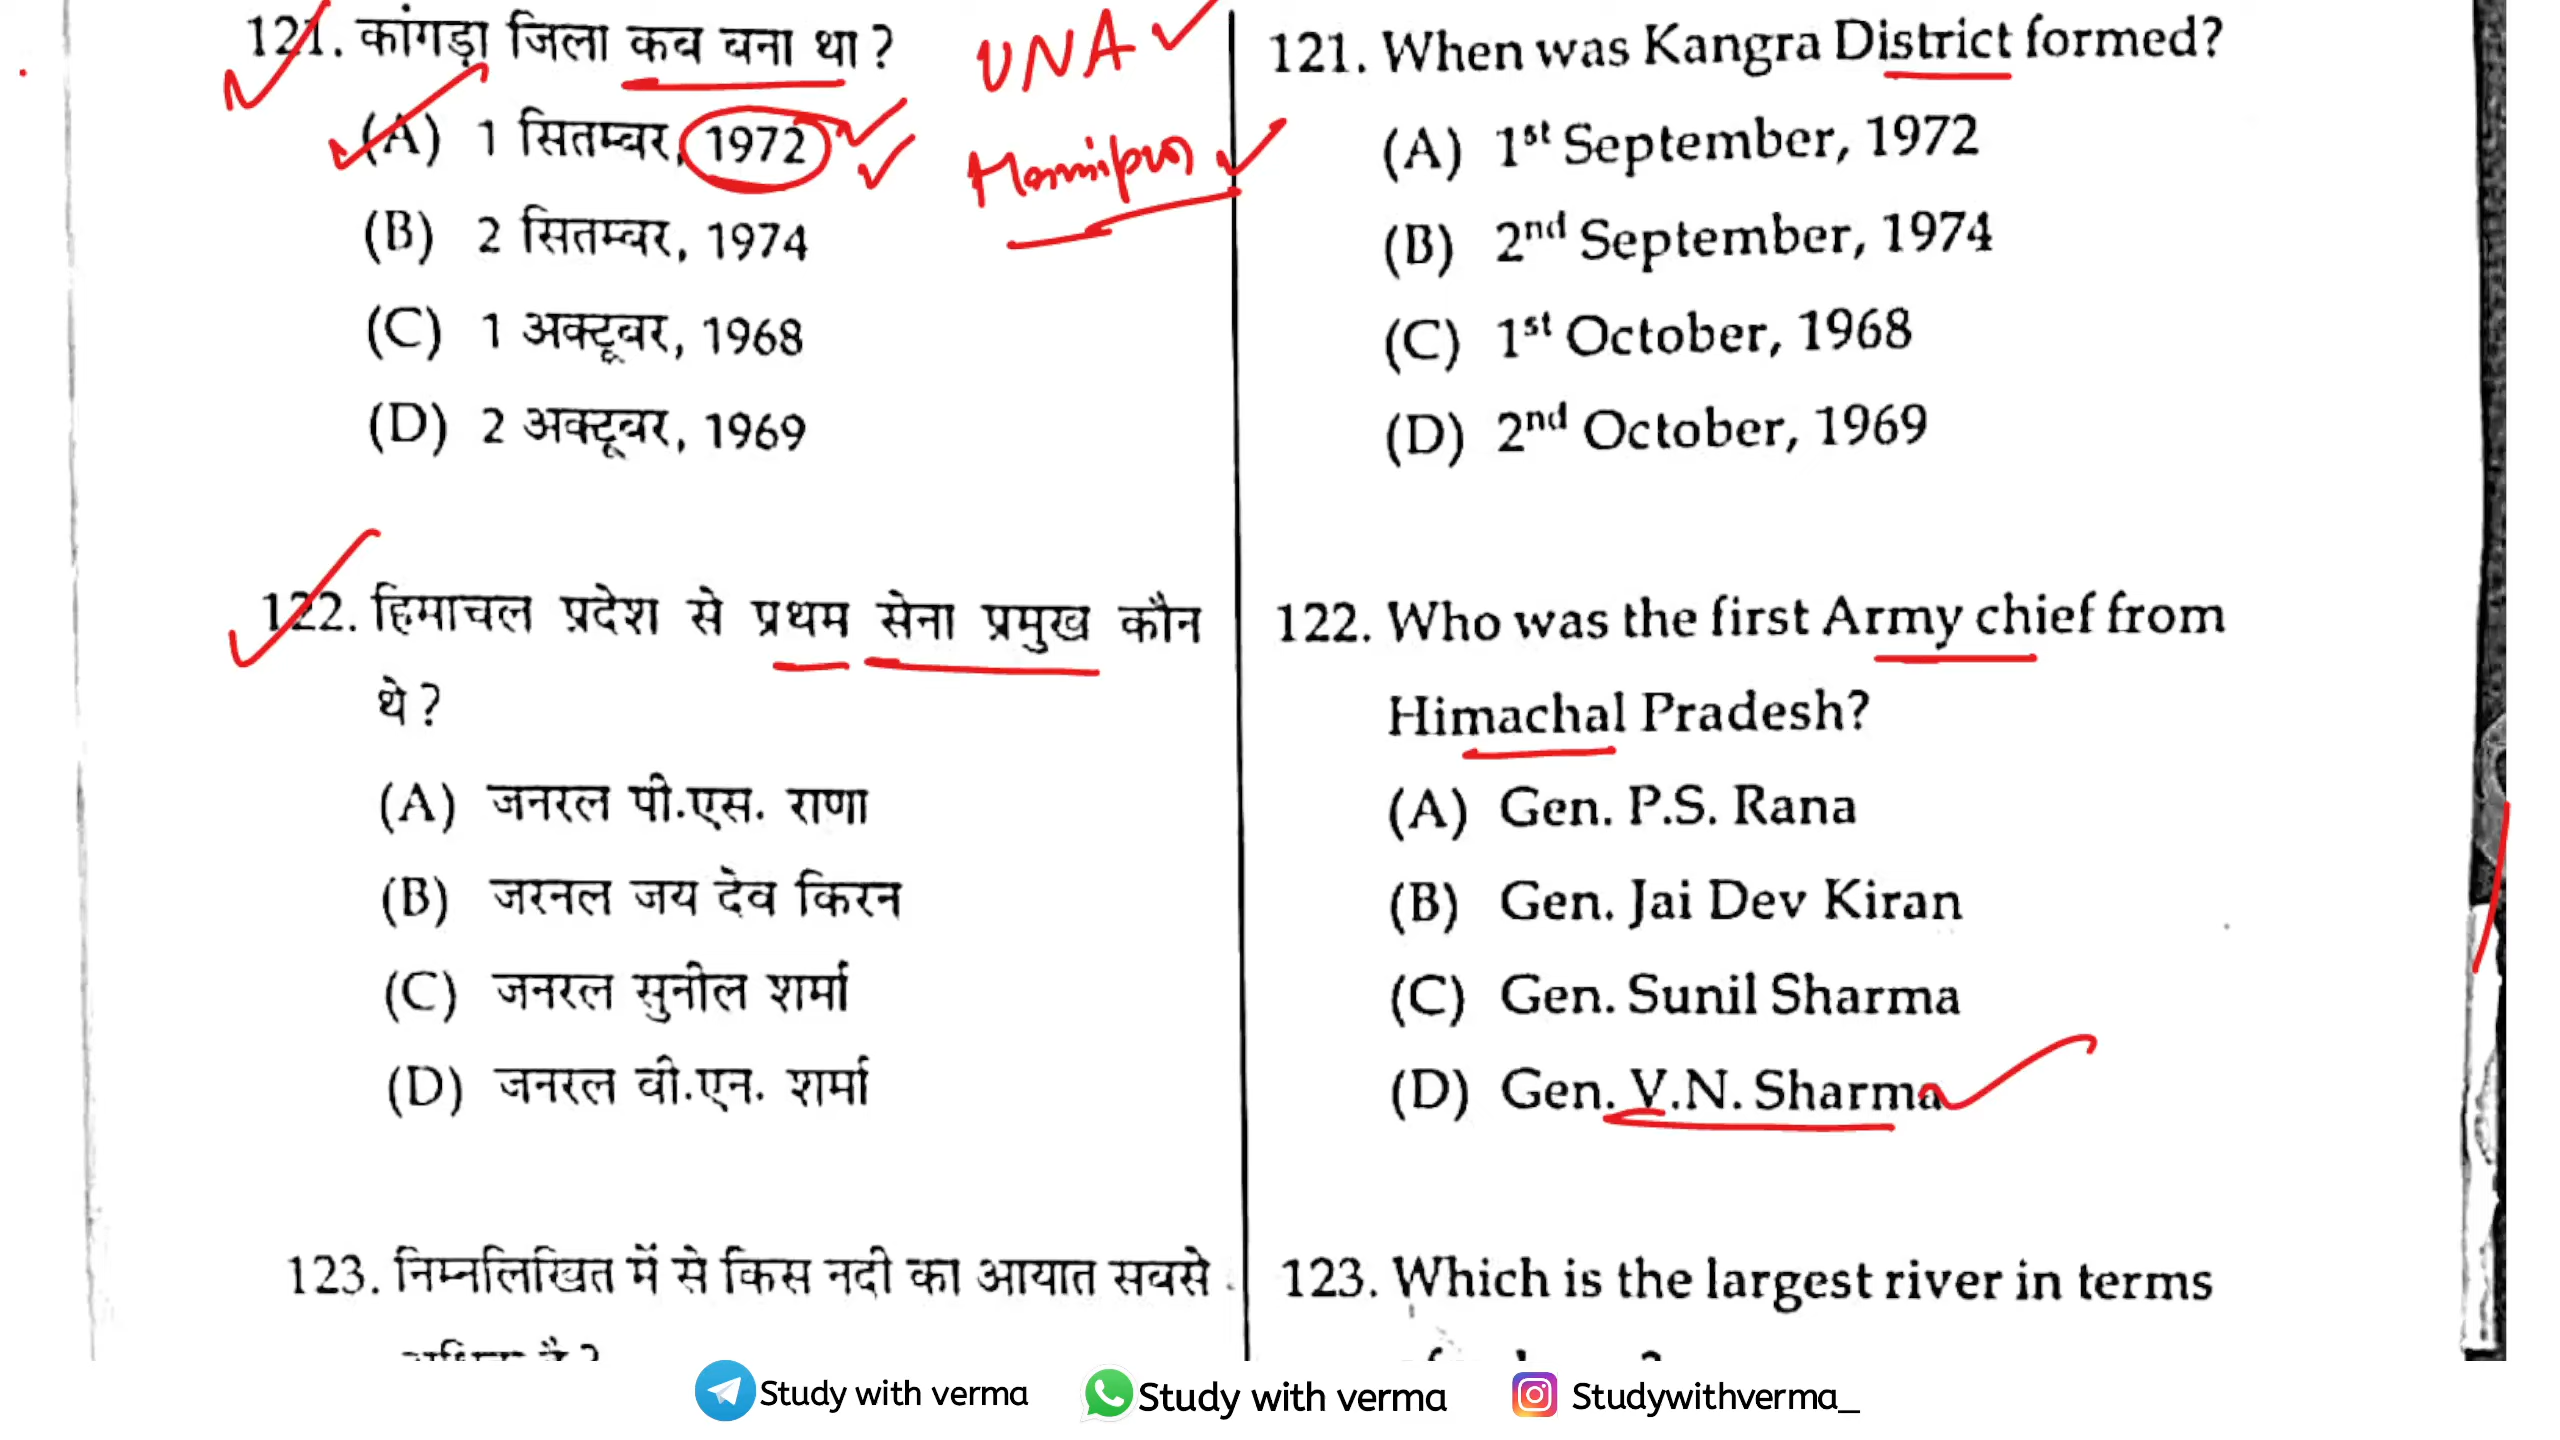 121. कांगड़ा जिला कब बना था ?
(A) 1 सितम्बर, 1972
(B) 2 सितम्बर, 1974
(C) 1 अक्टूबर, 1968
(D) 2 अक्टूबर, 1969
UNA
122. हिमाचल प्रदेश से प्रथम सेना प्रमुख कौन
थे ?
(A) जनरल पी.एस. राणा
(B) जरनल जय देव किरन
(C) जनरल सुनील शर्मा
(D) जनरल वी.एन. शर्मा
123. निम्नलिखित में से किस नदी का आयात सबसे
121. When was Kangra District formed?
(A) 1st September, 1972
(B) 2nd September, 1974
(C) 1st October, 1968
(D) 2nd October, 1969
122. Who was the first Army chief from
Himachal Pradesh?
(A) Gen. P.S. Rana
(B) Gen. Jai Dev Kiran
(C) Gen. Sunil Sharma
(D) Gen. V.N. Sharma
123. Which is the largest river in terms
Study with verma
Study with verma
Studywithverma_